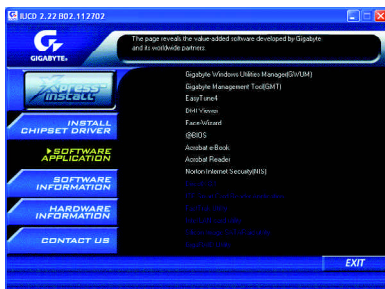 IUCD 2.22 B02.112702
GIGABYTE
The page reveals the value-added software developed by Gigabyte
and its worldwide partners.
Xpress
INSTALL
Gigabyte Windows Utilities Manager(GWUM)
Gigabyte Management Tool(GMT)
EasyTune4
DMI Viewer
Face-Wizard
@BIOS
Acrobat e-Book
Acrobat Reader
Norton Internet Security(NIS)
INSTALL
CHIPSET DRIVER
SOFTWARE
APPLICATION
SOFTWARE
INFORMATION
HARDWARE
INFORMATION
CONTACT US
EXIT